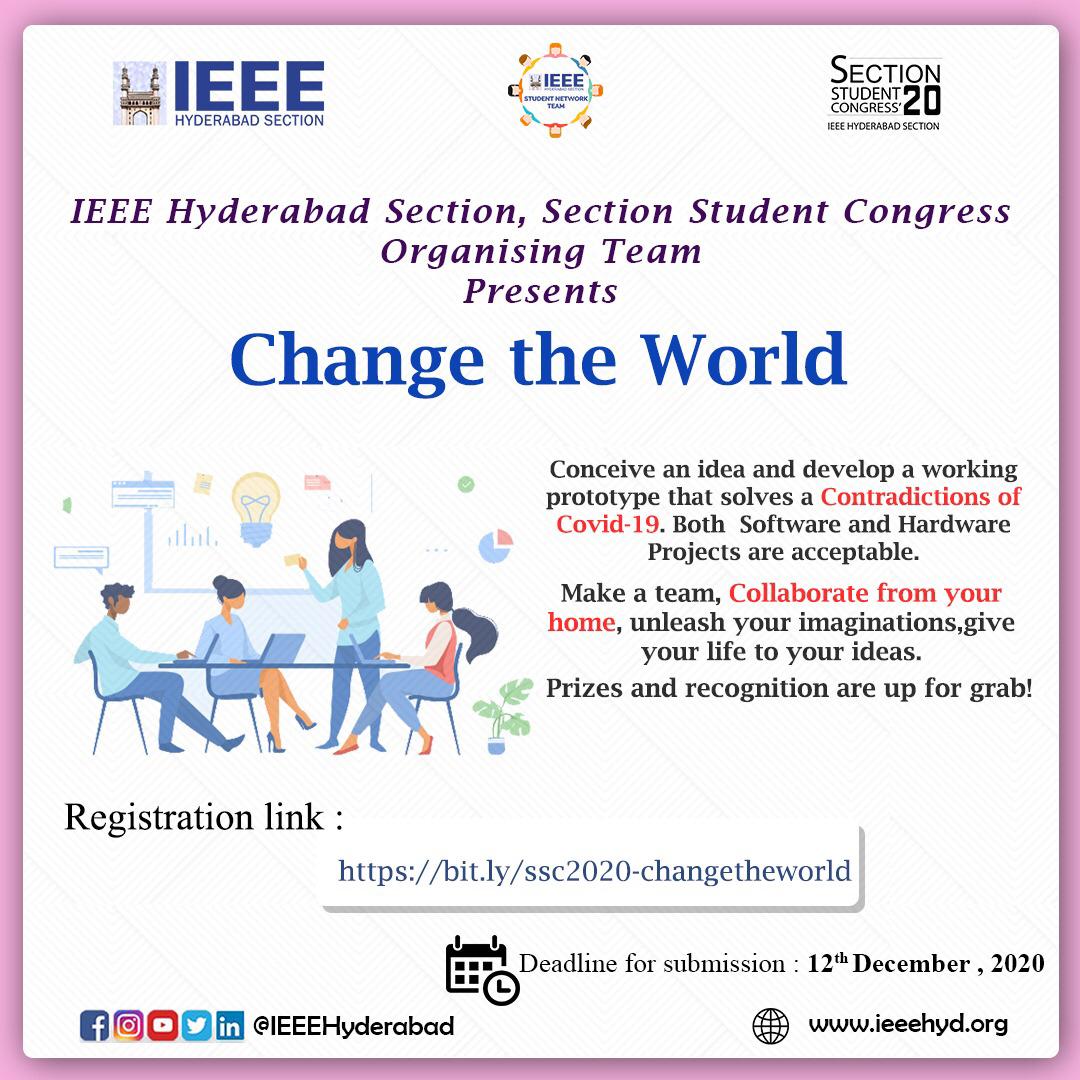 IEEE
HYDERABAD SECTION
IEEE
HYDERABAD SECTION
STUDENT NETWORK
TEAM
SECTION
STUDENT
CONGRESS'20
IEEE HYDERABAD SECTION
IEEE Hyderabad Section, Section Student Congress
Organising Team
Presents
Change the World
Conceive an idea and develop a working
prototype that solves a Contradictions of
Covid-19. Both Software and Hardware
Projects are acceptable.
Make a team, Collaborate from your
home, unleash your imaginations,give
your life to your ideas.
Prizes and recognition are up for grab!
Registration link :
https://bit.ly/ssc2020-changetheworld
Deadline for submission : 12th December , 2020
@IEEEHyderabad
www.ieeehyd.org